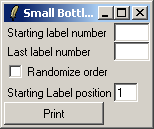 Small Bottl...
Starting label number
Last label number
Randomize order
Starting Label position 1
Print